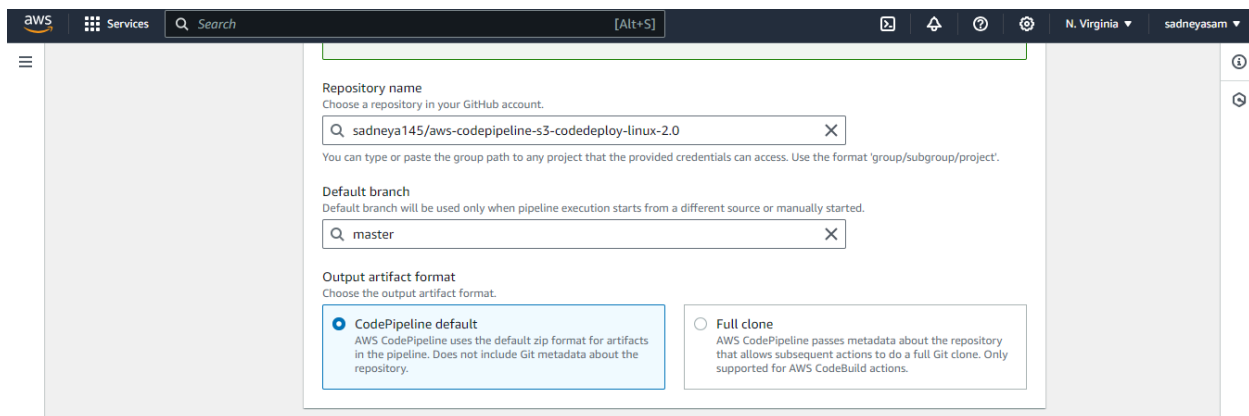 aws Services Search [Alt+S] N. Virginia sadneyasam
Repository name
Choose a repository in your GitHub account.
sadneya145/aws-codepipeline-s3-codedeploy-linux-2.0
You can type or paste the group path to any project that the provided credentials can access. Use the format 'group/subgroup/project'.
Default branch
Default branch will be used only when pipeline execution starts from a different source or manually started.
master
Output artifact format
Choose the output artifact format.
CodePipeline default
AWS CodePipeline uses the default zip format for artifacts
in the pipeline. Does not include Git metadata about the
repository.
Full clone
AWS CodePipeline passes metadata about the repository
that allows subsequent actions to do a full Git clone. Only
supported for AWS CodeBuild actions.